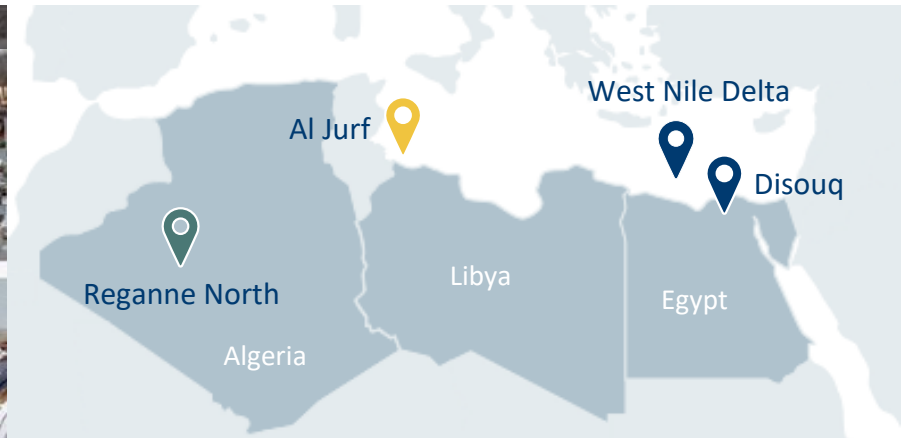 West Nile Delta
Al Jurf
Disouq
Reganne North
Libya
Egypt
Algeria